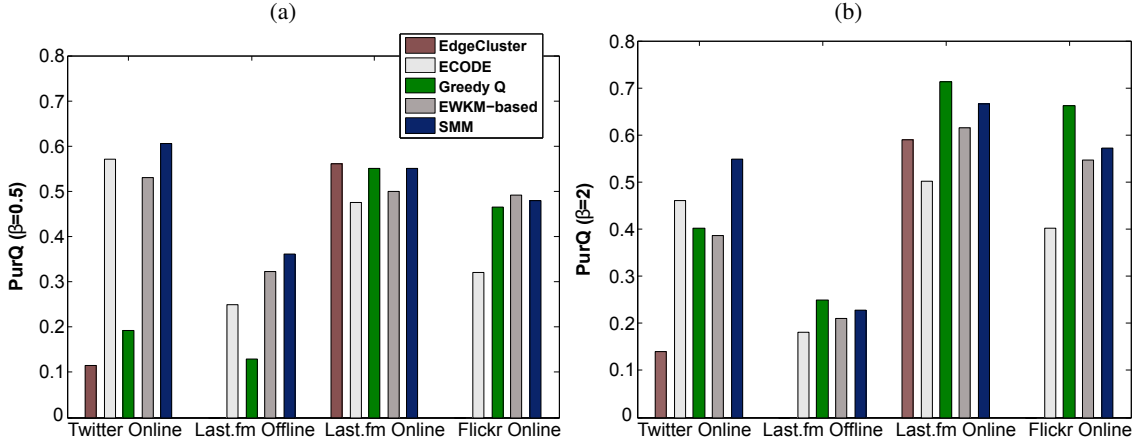 (a)
0.8
0.7
0.6
0.5
0.4
0.3
0.2
0.1
0
PurQ (β=0.5)
EdgeCluster
ECODE
Greedy Q
EWKM−based
SMM
Twitter Online Last.fm Offline Last.fm Online Flickr Online
(b)
0.8
0.7
0.6
0.5
0.4
0.3
0.2
0.1
0
PurQ (β=2)
Twitter Online Last.fm Offline Last.fm Online Flickr Online